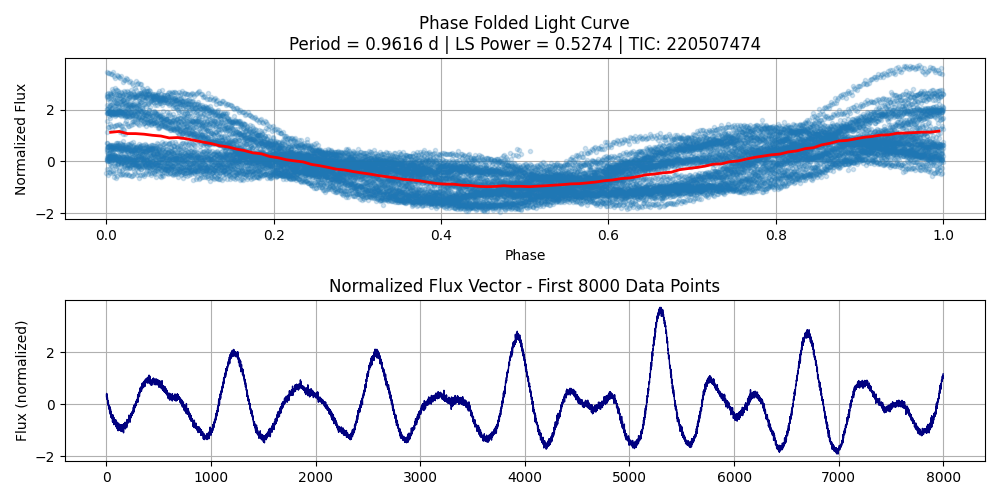 Phase Folded Light Curve
Period = 0.9616 d | LS Power = 0.5274 | TIC: 220507474
Normalized Flux
2
0
−2
0.0 0.2 0.4 0.6 0.8 1.0
Phase
Normalized Flux Vector - First 8000 Data Points
Flux (normalized)
2
0
−2
0 1000 2000 3000 4000 5000 6000 7000 8000